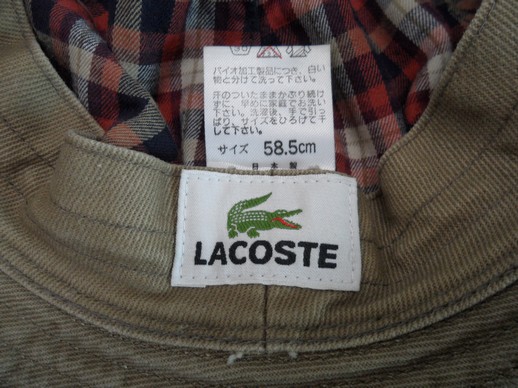 バイオ加工製品につき、白い
物と分けて洗って下さい。
汗のついたままかぶり続け
ずに、早めに家庭でお洗い
下さい。洗濯後、手で引っ
ぱり、サイズをひろげて干
して下さい。
サイズ 58.5cm
日本製
LACOSTE